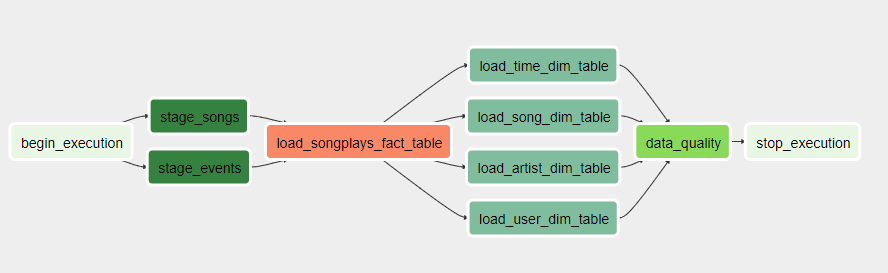 begin_execution
stage_songs
stage_events
load_songplays_fact_table
load_time_dim_table
load_song_dim_table
load_artist_dim_table
load_user_dim_table
data_quality
stop_execution